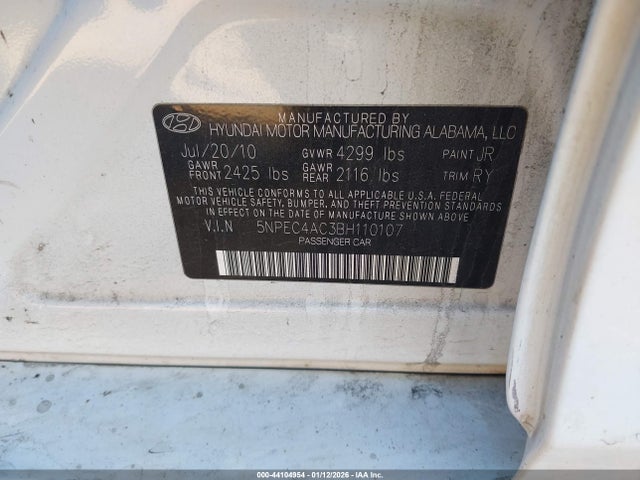 MANUFACTURED BY
HYUNDAI MOTOR MANUFACTURING ALABAMA, LLC
Jul/20/10 GVWR 4299 lbs PAINT JR
GAWR FRONT 2425 lbs GAWR REAR 2116 lbs TRIM RY
THIS VEHICLE CONFORMS TO ALL APPLICABLE U.S.A. FEDERAL
MOTOR VEHICLE SAFETY, BUMPER, AND THEFT PREVENTION STANDARDS
IN EFFECT ON THE DATE OF MANUFACTURE SHOWN ABOVE.
V.I.N 5NPEC4AC3BH110107
PASSENGER CAR
000-44104954 - 01/12/2026 - IAAI.COM